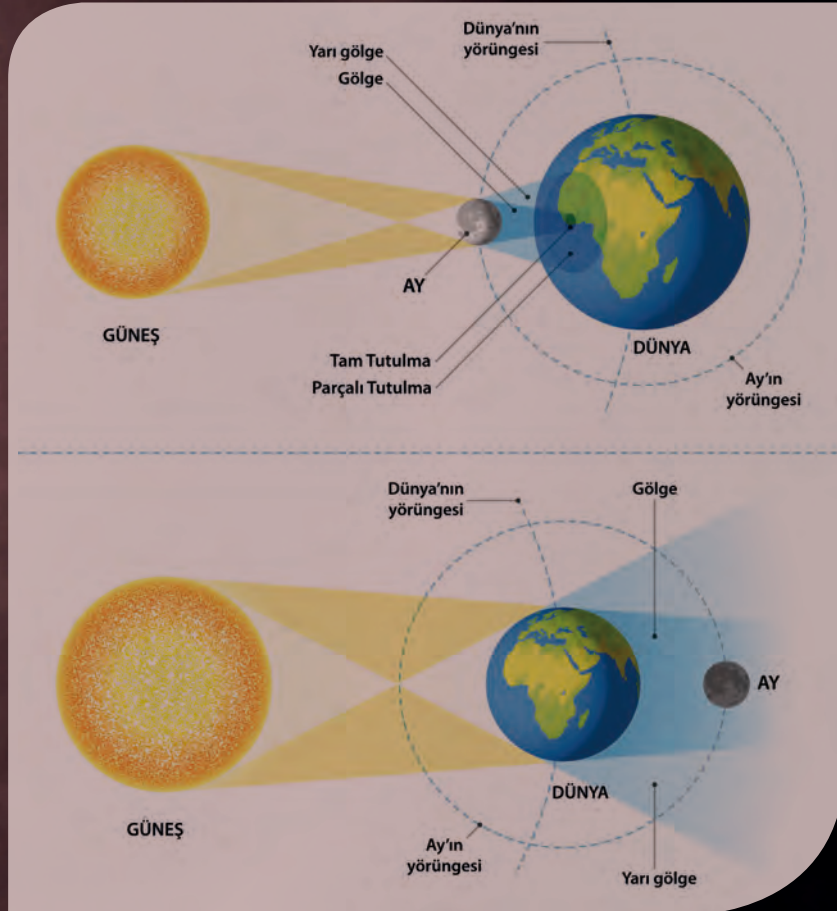 Dünya'nın
yörüngesi
Yarı gölge
Gölge
AY
GÜNEŞ
DÜNYA
Tam Tutulma
Parçalı Tutulma
Ay'ın
yörüngesi
Dünya'nın
yörüngesi
Gölge
AY
DÜNYA
GÜNEŞ
Ay'ın
yörüngesi
Yarı gölge